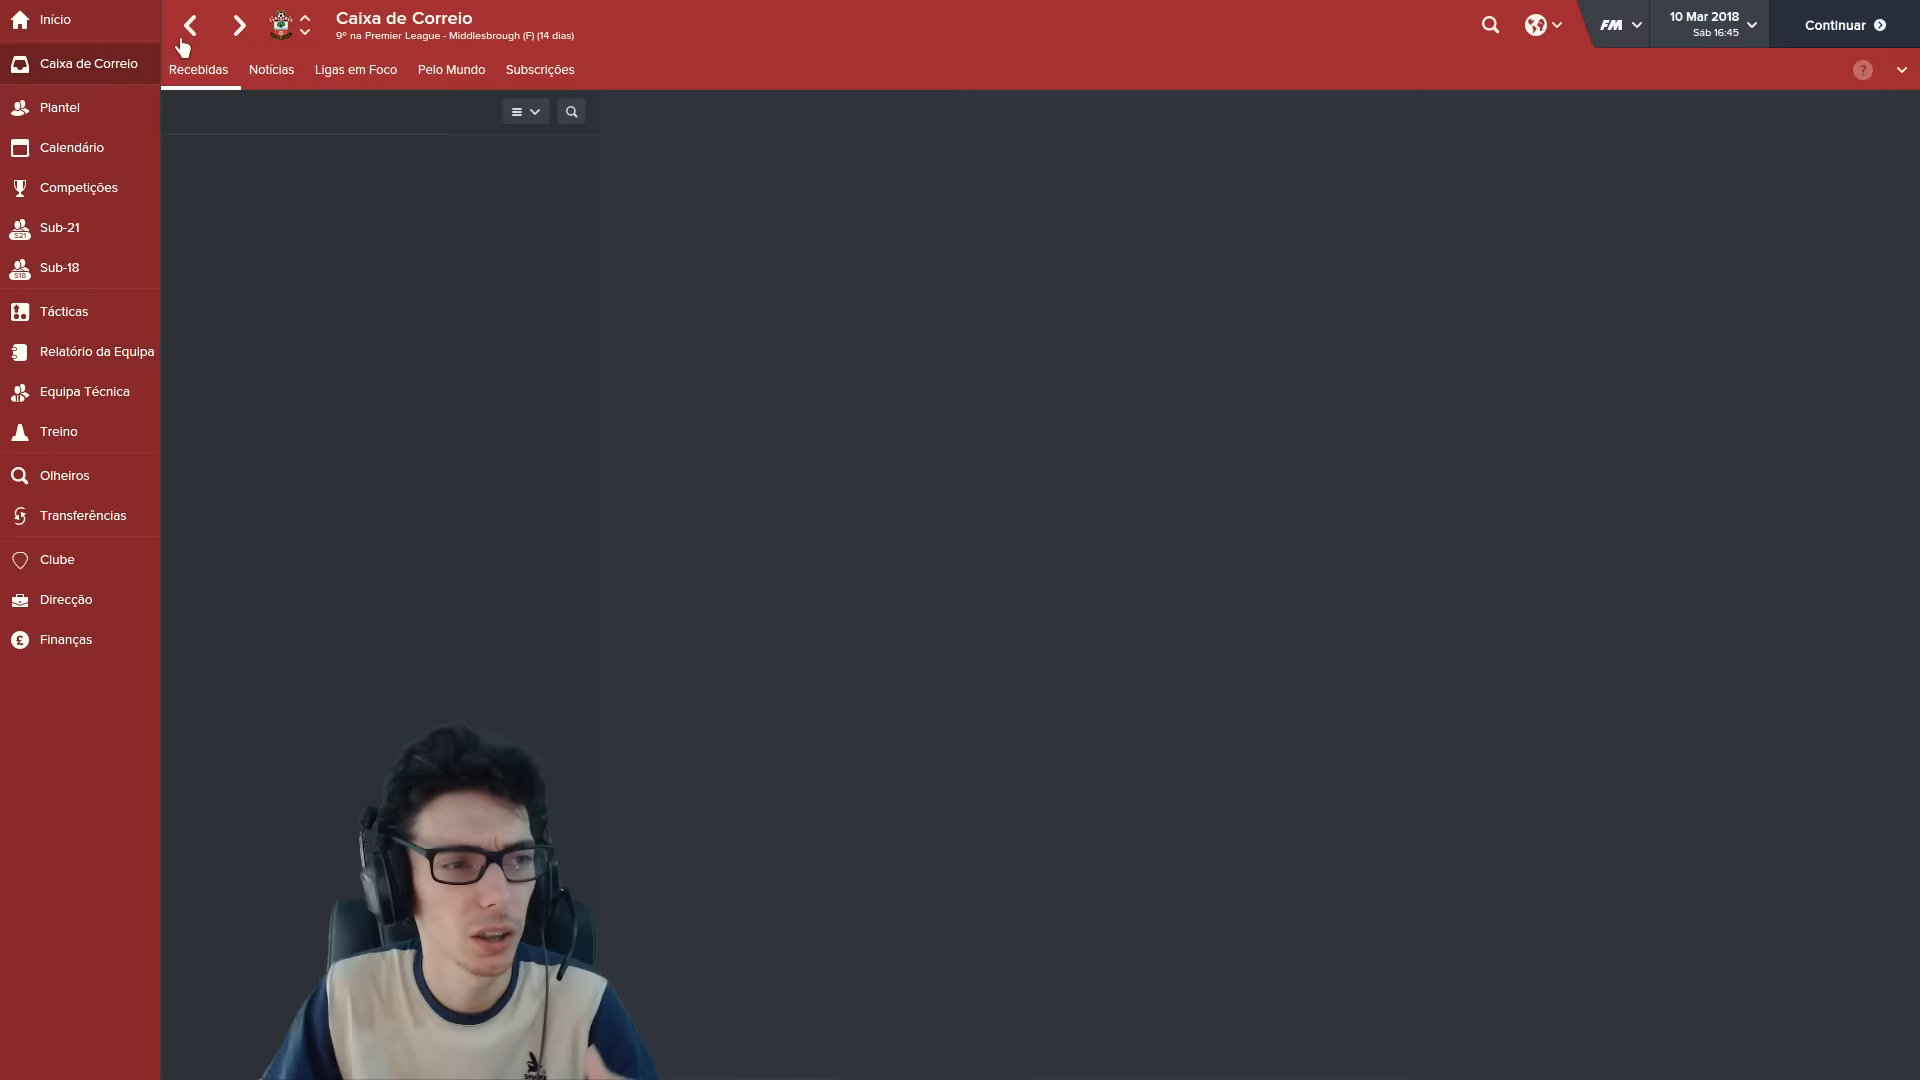 Início
Caixa de Correio
Plantel
Calendário
Competições
Sub-21
Sub-18
Tácticas
Relatório da Equipa
Equipa Técnica
Treino
Olheiros
Transferências
Clube
Direcção
Finanças
Caixa de Correio
9º na Premier League - Middlesbrough (F) (14 dias)
FM
10 Mar 2018
Sáb 16:45
Continuar
Recebidas
Notícias
Ligas em Foco
Pelo Mundo
Subscrições
?